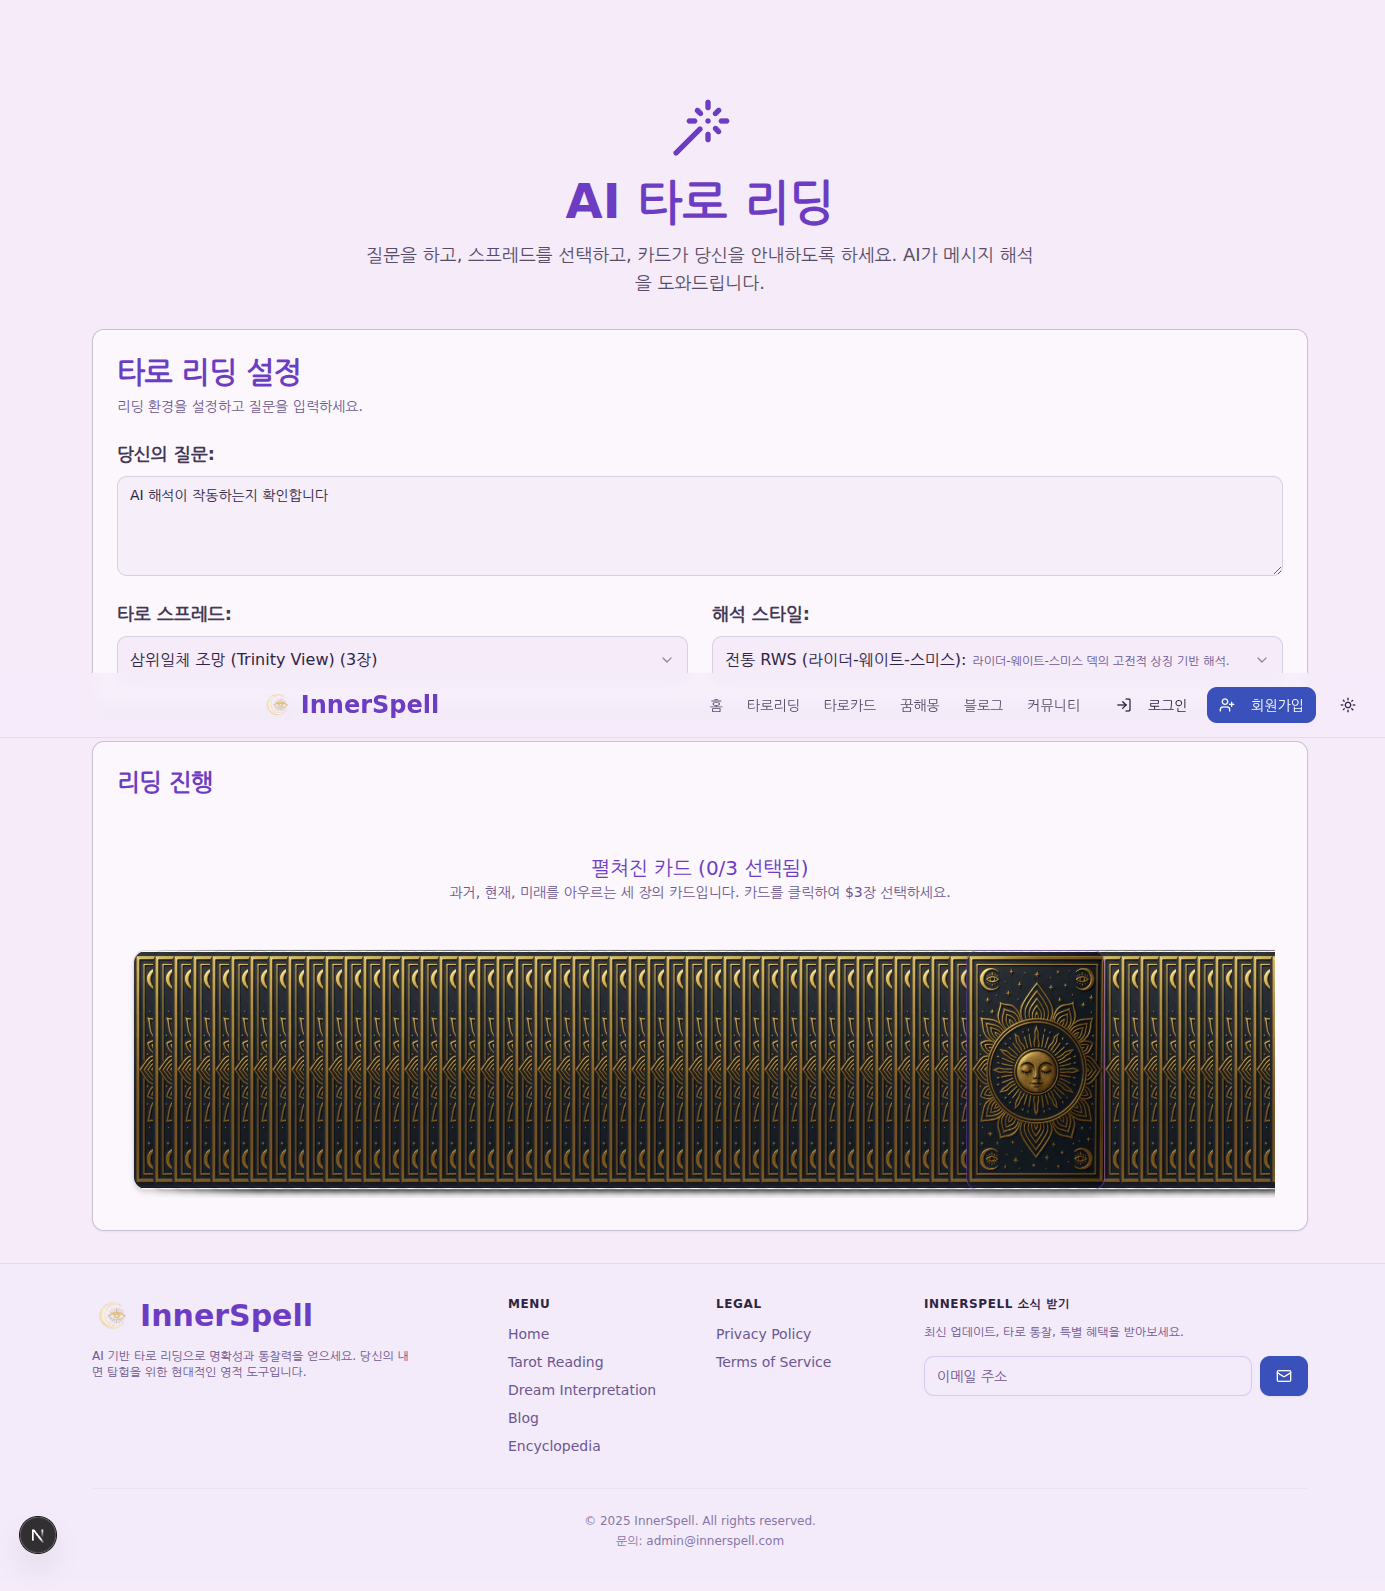 AI 타로 리딩
질문을 하고, 스프레드를 선택하고, 카드가 당신을 안내하도록 하세요. AI가 메시지 해석
을 도와드립니다.
타로 리딩 설정
리딩 환경을 설정하고 질문을 입력하세요.
당신의 질문:
AI 해석이 작동하는지 확인합니다
타로 스프레드:
해석 스타일:
삼위일체 조망 (Trinity View) (3장)
전통 RWS (라이더-웨이트-스미스): 라이더-웨이트-스미스 덱의 고전적 상징 기반 해석.
InnerSpell
홈 타로리딩 타로카드 꿈해몽 블로그 커뮤니티 로그인 회원가입
리딩 진행
펼쳐진 카드 (0/3 선택됨)
과거, 현재, 미래를 아우르는 세 장의 카드입니다. 카드를 클릭하여 $3장 선택하세요.
InnerSpell
AI 기반 타로 리딩으로 명확성과 통찰력을 얻으세요. 당신의 내
면 탐험을 위한 현대적인 영적 도구입니다.
MENU
Home
Tarot Reading
Dream Interpretation
Blog
Encyclopedia
LEGAL
Privacy Policy
Terms of Service
INNERSPELL 소식 받기
최신 업데이트, 타로 통찰, 특별 혜택을 받아보세요.
이메일 주소
© 2025 InnerSpell. All rights reserved.
문의: admin@innerspell.com
N